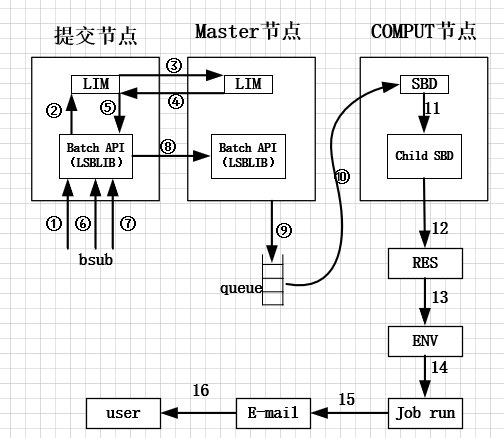 提交节点
Master节点
COMPUT节点
LIM
③
④
LIM
SBD
②
⑤
11
Batch API
(LSBLIB)
⑧
Batch API
(LSBLIB)
Child SBD
⑩
①
⑥
⑦
bsub
⑨
12
queue
RES
13
ENV
14
16
15
user
E-mail
Job run